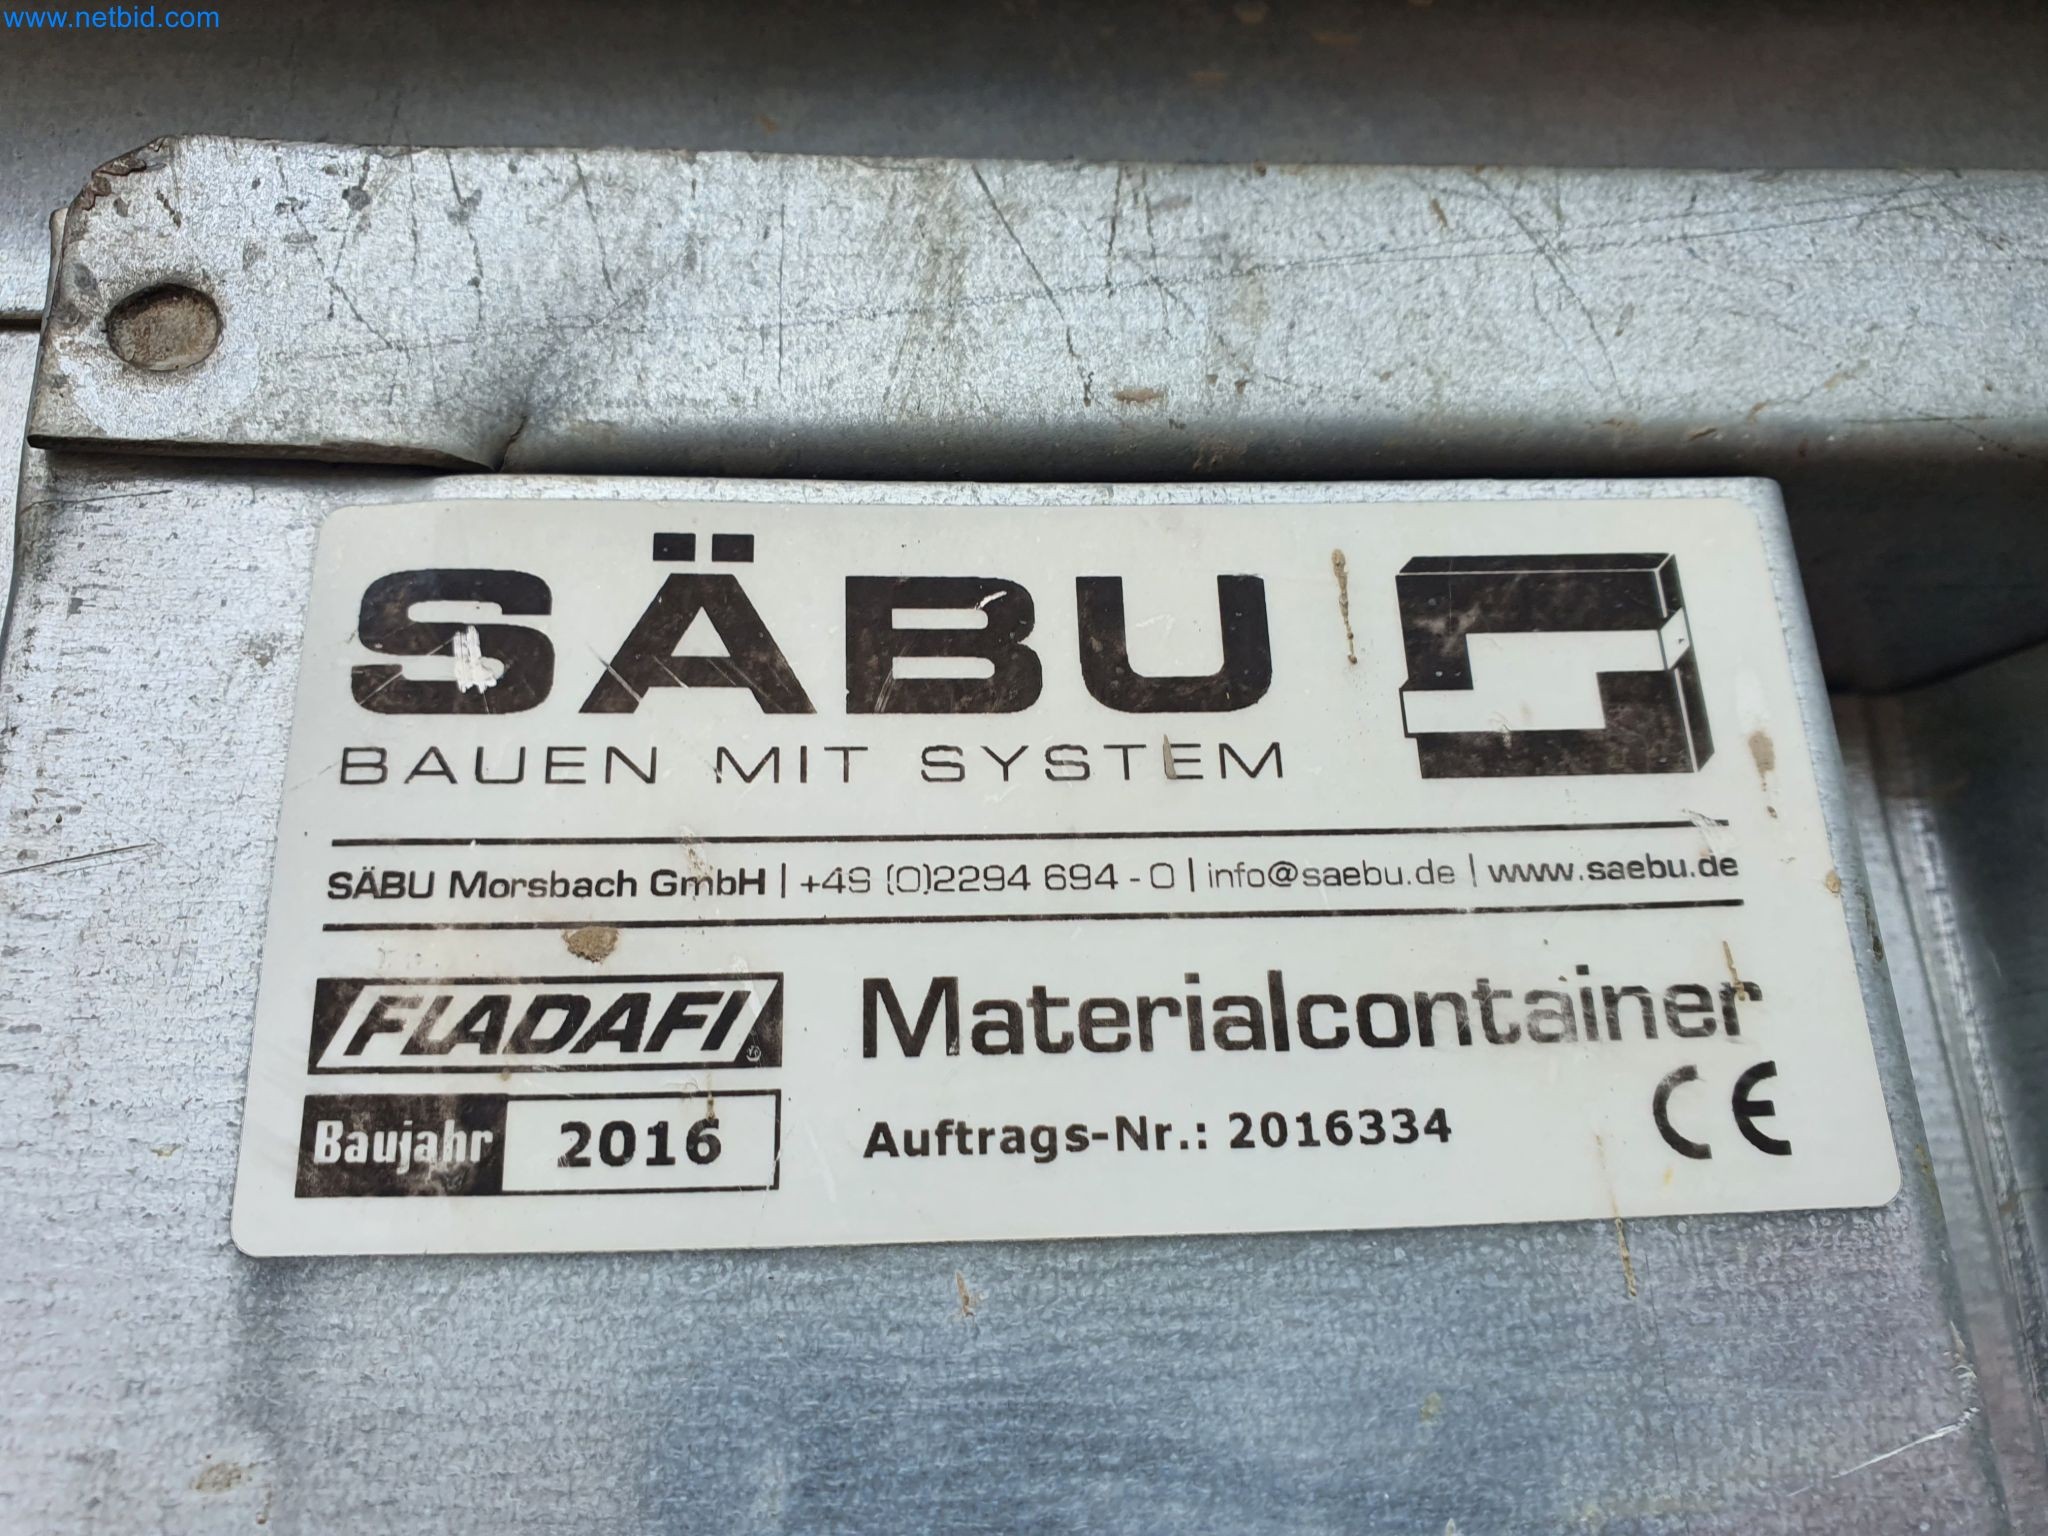 www.netbid.com
SÄBU
BAUEN MIT SYSTEM
SÄBU Morsbach GmbH | +49 (0)2294 694 - 0 | info@saebu.de | www.saebu.de
FLADAFI
Materialcontainer
Baujahr 2016
Auftrags-Nr.: 2016334
CE